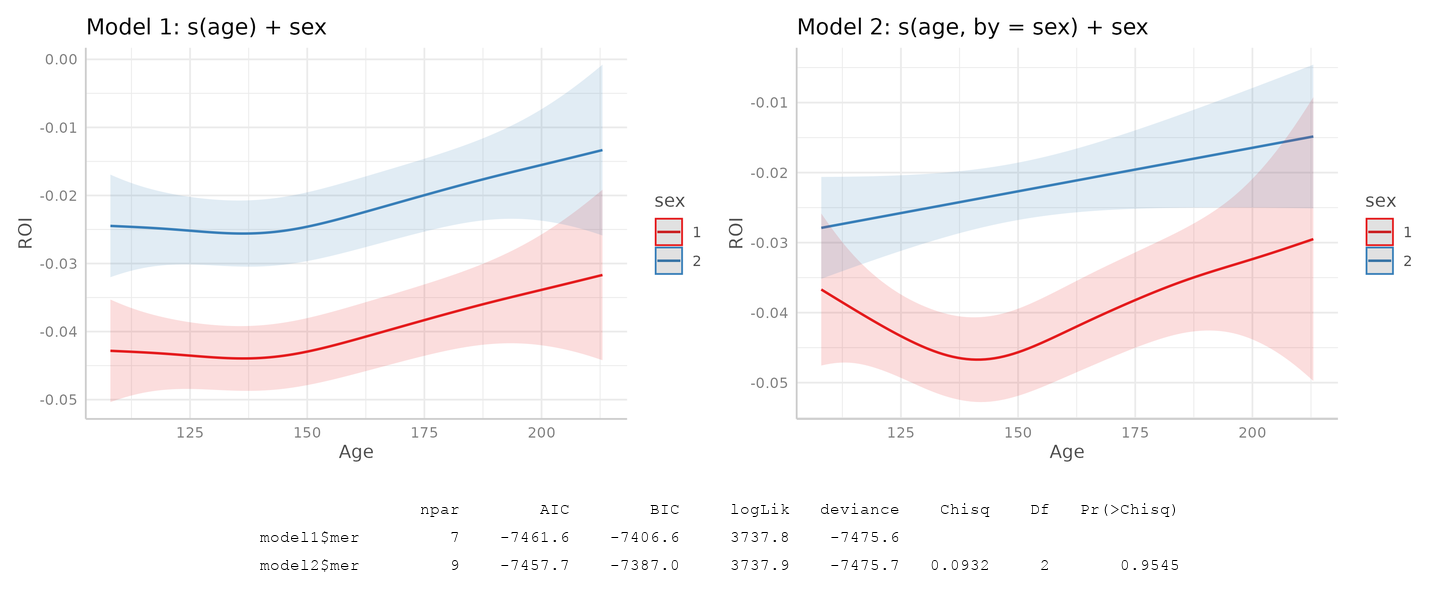 Model 1: s(age) + sex
0.00
-0.01
-0.02
-0.03
-0.04
-0.05
ROI
125 150 175 200
Age
sex
1
2
Model 2: s(age, by = sex) + sex
-0.01
-0.02
-0.03
-0.04
-0.05
ROI
125 150 175 200
Age
sex
1
2
npar AIC BIC logLik deviance Chisq Df Pr(>Chisq)
model1$mer 7 -7461.6 -7406.6 3737.8 -7475.6
model2$mer 9 -7457.7 -7387.0 3737.9 -7475.7 0.0932 2 0.9545